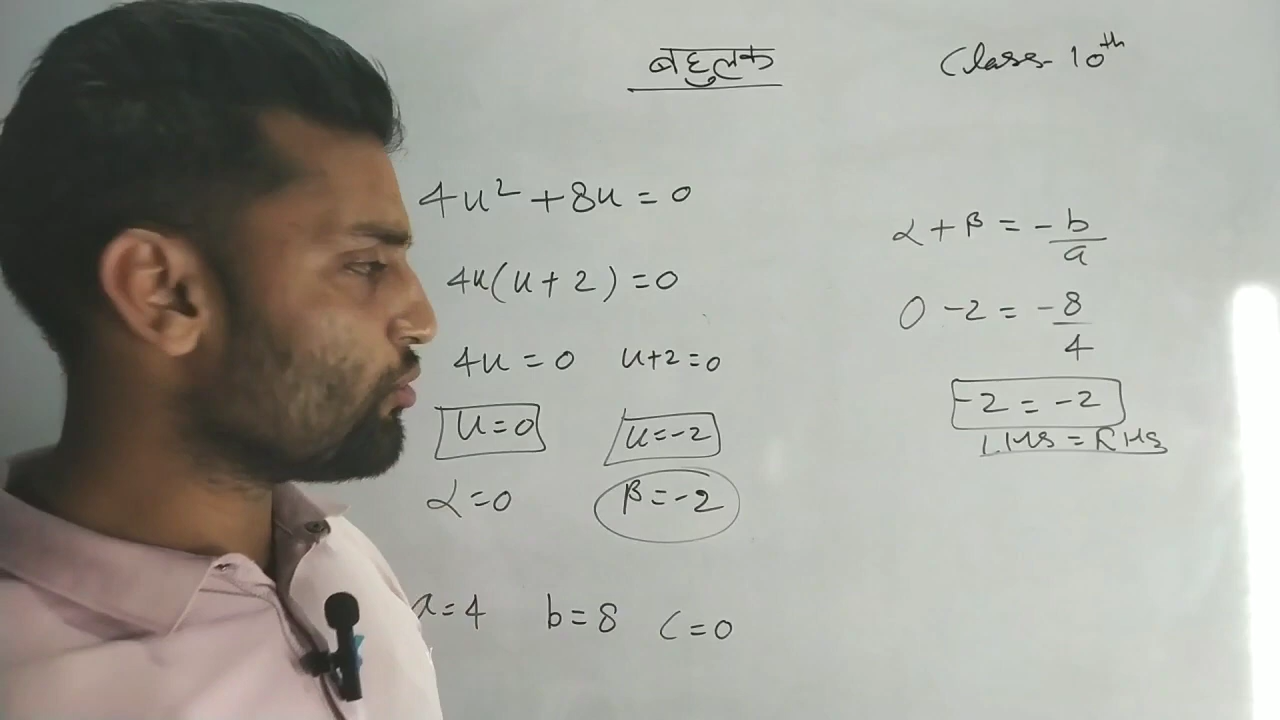 बहुलक
Class- 10th
4u² + 8u = 0
4u(u + 2) = 0
4u = 0 u+2=0
u=0 u=-2
α=0 β=-2
a=4 b=8 c=0
α + β = -b/a
0 -2 = -8/4
-2 = -2
LHS = RHS